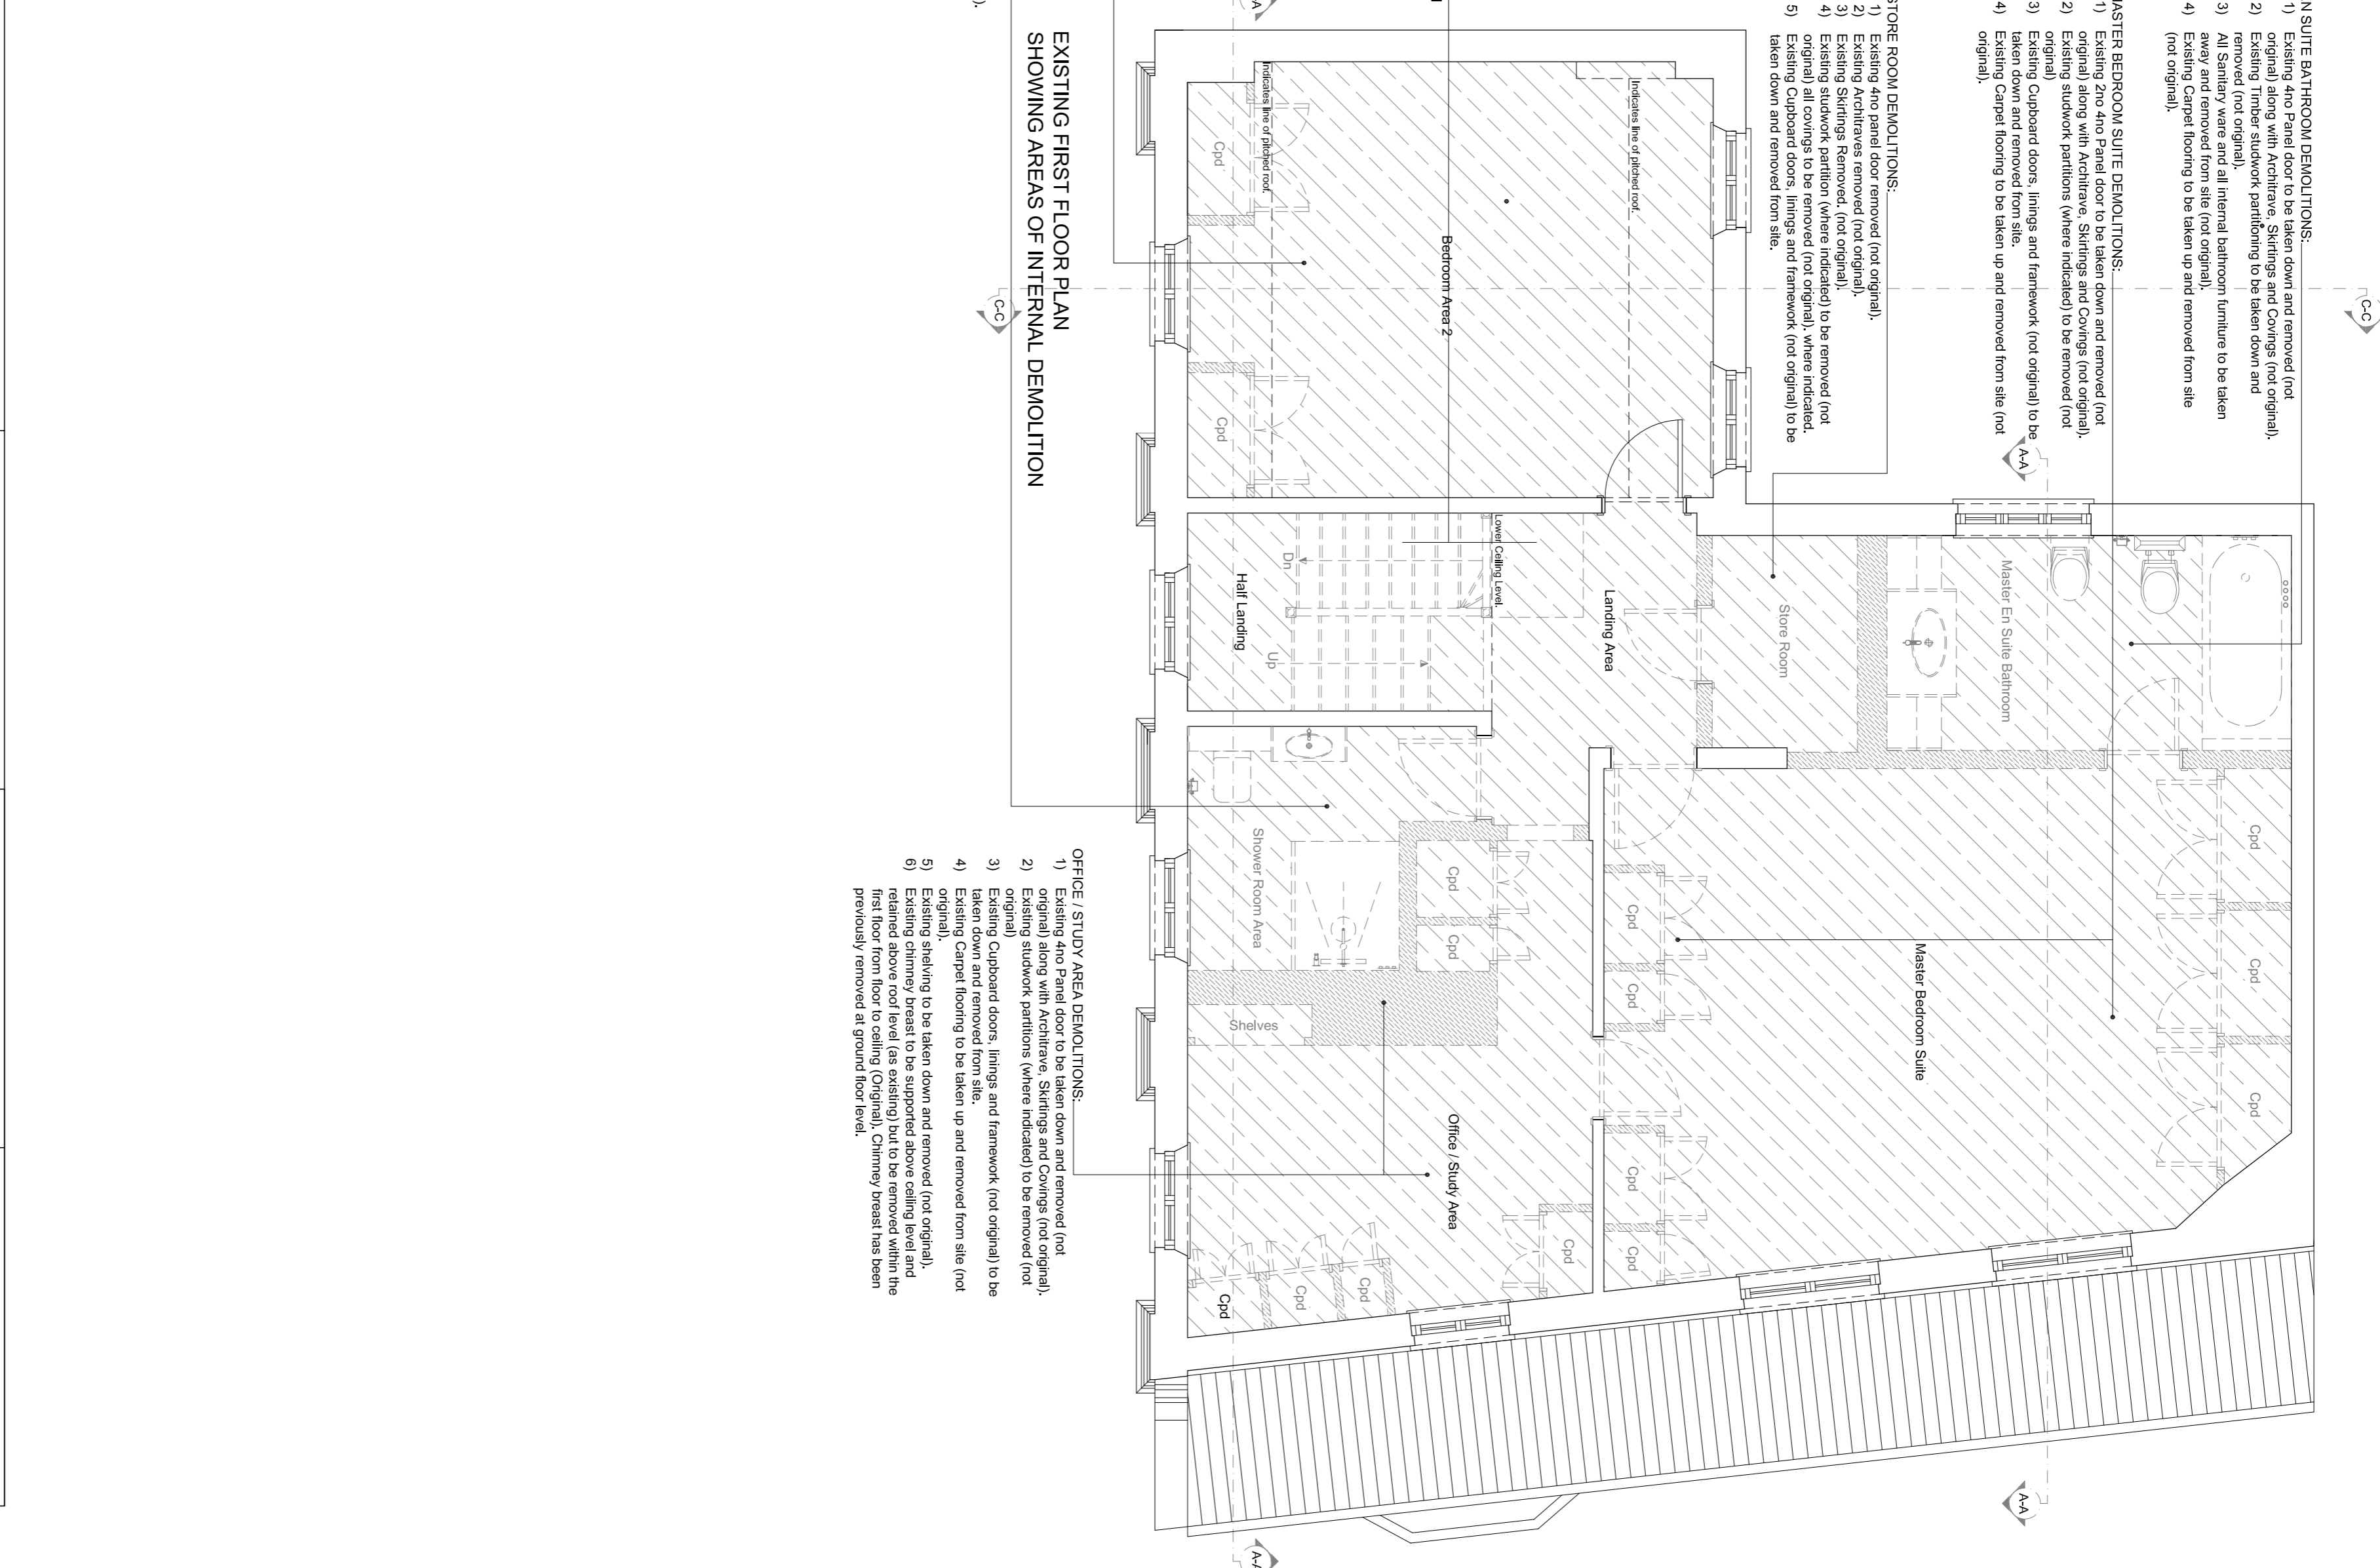 N SUITE BATHROOM DEMOLITIONS:
1) Existing 4no Panel door to be taken down and removed (not
original) along with Architrave, Skirtings and Covings (not original).
2) Existing Timber studwork partitioning to be taken down and
removed (not original).
3) All Sanitary ware and all internal bathroom furniture to be taken
away and removed from site (not original).
4) Existing Carpet flooring to be taken up and removed from site
(not original).
MASTER BEDROOM SUITE DEMOLITIONS:
1) Existing 2no 4no Panel door to be taken down and removed (not
original) along with Architrave, Skirtings and Covings (not original).
2) Existing studwork partitions (where indicated) to be removed (not
original)
3) Existing Cupboard doors, linings and framework (not original) to be
taken down and removed from site.
4) Existing Carpet flooring to be taken up and removed from site (not
original).
STORE ROOM DEMOLITIONS:
1) Existing 4no panel door removed (not original).
2) Existing Architraves removed (not original).
3) Existing Skirtings Removed. (not original).
4) Existing studwork partition (where indicated) to be removed (not
original) all covings to be removed (not original). where indicated.
5) Existing Cupboard doors, linings and framework (not original) to be
taken down and removed from site.
C-C
A-A
A-A
Master En Suite Bathroom
Cpd
Cpd
Cpd
Store Room
Master Bedroom Suite
Indicates line of pitched roof.
Landing Area
Cpd
Cpd
Cpd
Cpd
Cpd
Bedroom Area 2
Lower Ceiling Level.
Cpd
Cpd
Office / Study Area
Cpd
Indicates line of pitched roof.
Dn
Up
Shower Room Area
Shelves
Cpd
Cpd
Cpd
Half Landing
Cpd
A-A
A-A
C-C
EXISTING FIRST FLOOR PLAN
SHOWING AREAS OF INTERNAL DEMOLITION
).
OFFICE / STUDY AREA DEMOLITIONS:
1) Existing 4no Panel door to be taken down and removed (not
original) along with Architrave, Skirtings and Covings (not original).
2) Existing studwork partitions (where indicated) to be removed (not
original)
3) Existing Cupboard doors, linings and framework (not original) to be
taken down and removed from site.
4) Existing Carpet flooring to be taken up and removed from site (not
original).
5) Existing shelving to be taken down and removed (not original).
6) Existing chimney breast to be supported above ceiling level and
retained above roof level (as existing) but to be removed within the
first floor from floor to ceiling (Original). Chimney breast has been
previously removed at ground floor level.